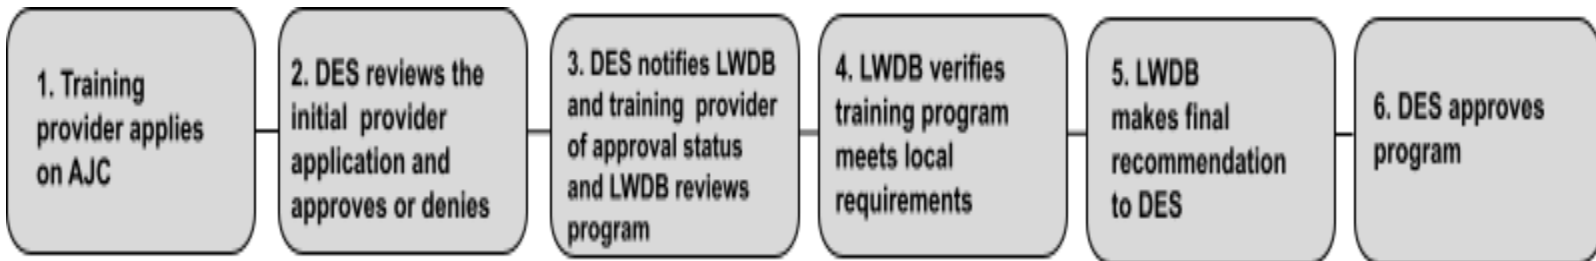 1. Training
provider applies
on AJC
2. DES reviews the
initial provider
application and
approves or denies
3. DES notifies LWDB
and training provider
of approval status
and LWDB reviews
program
4. LWDB verifies
training program
meets local
requirements
5. LWDB
makes final
recommendation
to DES
6. DES approves
program